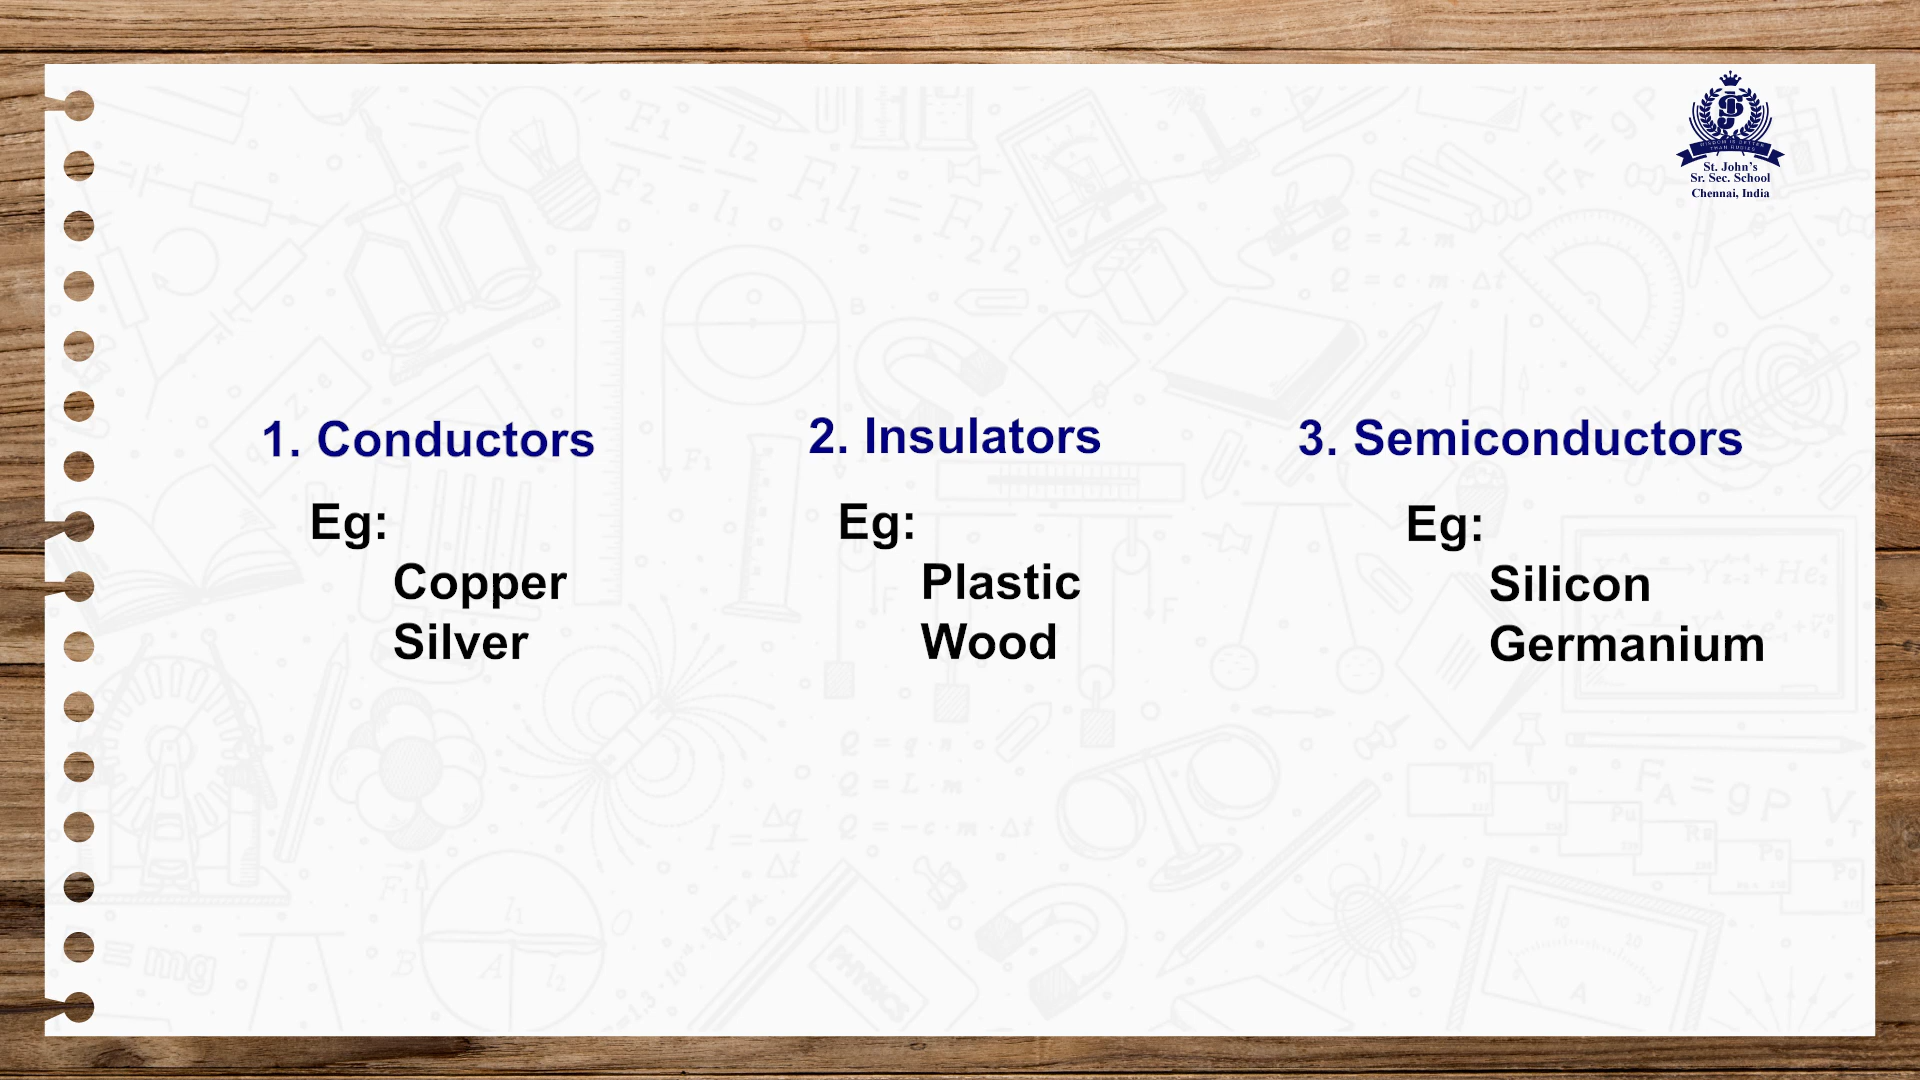 St. John's
Sr. Sec. School
Chennai, India
1. Conductors
Eg:
Copper
Silver
2. Insulators
Eg:
Plastic
Wood
3. Semiconductors
Eg:
Silicon
Germanium